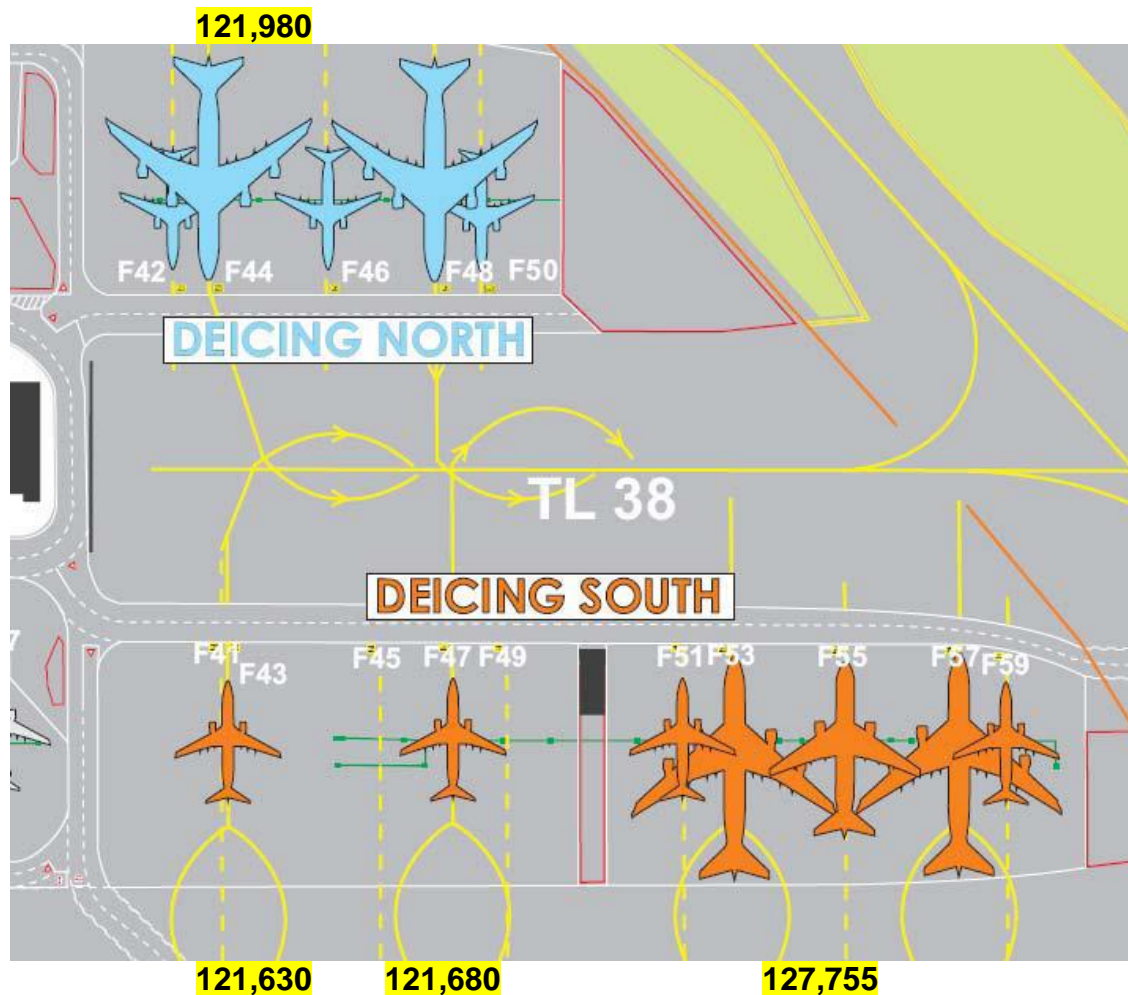 121,980
F42 F44 F46 F48 F50
DEICING NORTH
TL 38
DEICING SOUTH
F41 F43 F45 F47 F49 F51 F53 F55 F57 F59
7
121,630 121,680 127,755